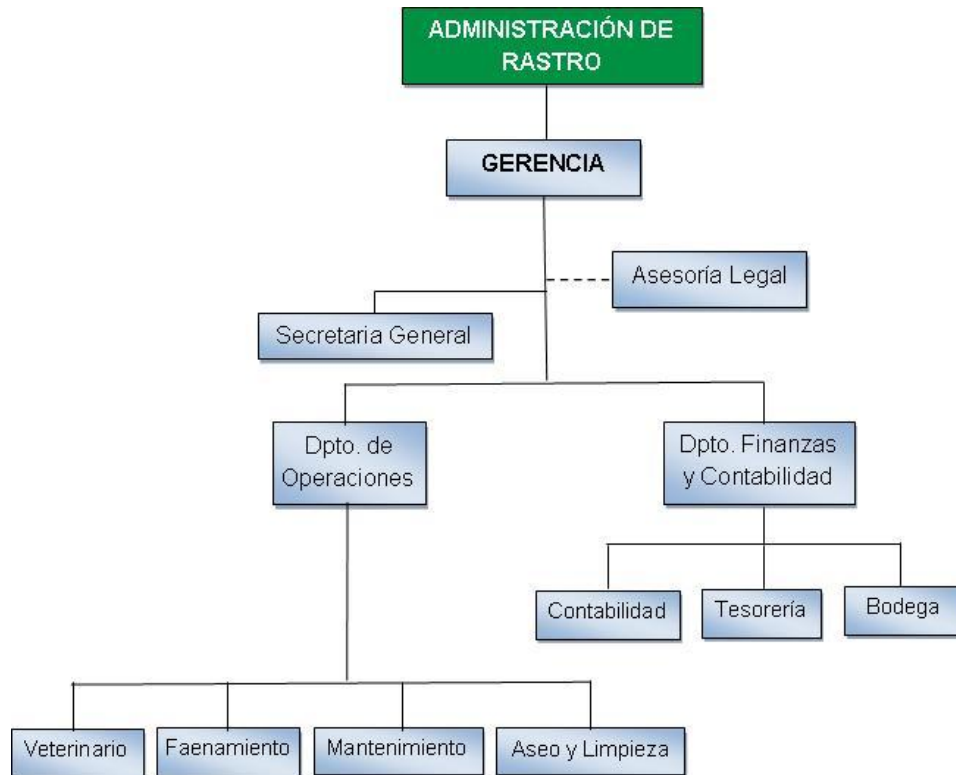 ADMINISTRACIÓN DE
RASTRO
GERENCIA
Asesoría Legal
Secretaria General
Dpto. de
Operaciones
Dpto. Finanzas
y Contabilidad
Contabilidad
Tesorería
Bodega
Veterinario
Faenamiento
Mantenimiento
Aseo y Limpieza